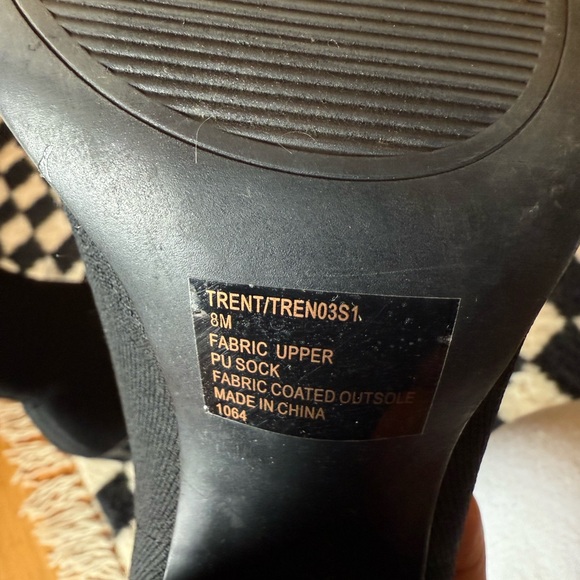 TRENT/TREN03S1
8M
FABRIC UPPER
PU SOCK
FABRIC COATED OUTSOLE
MADE IN CHINA
1064